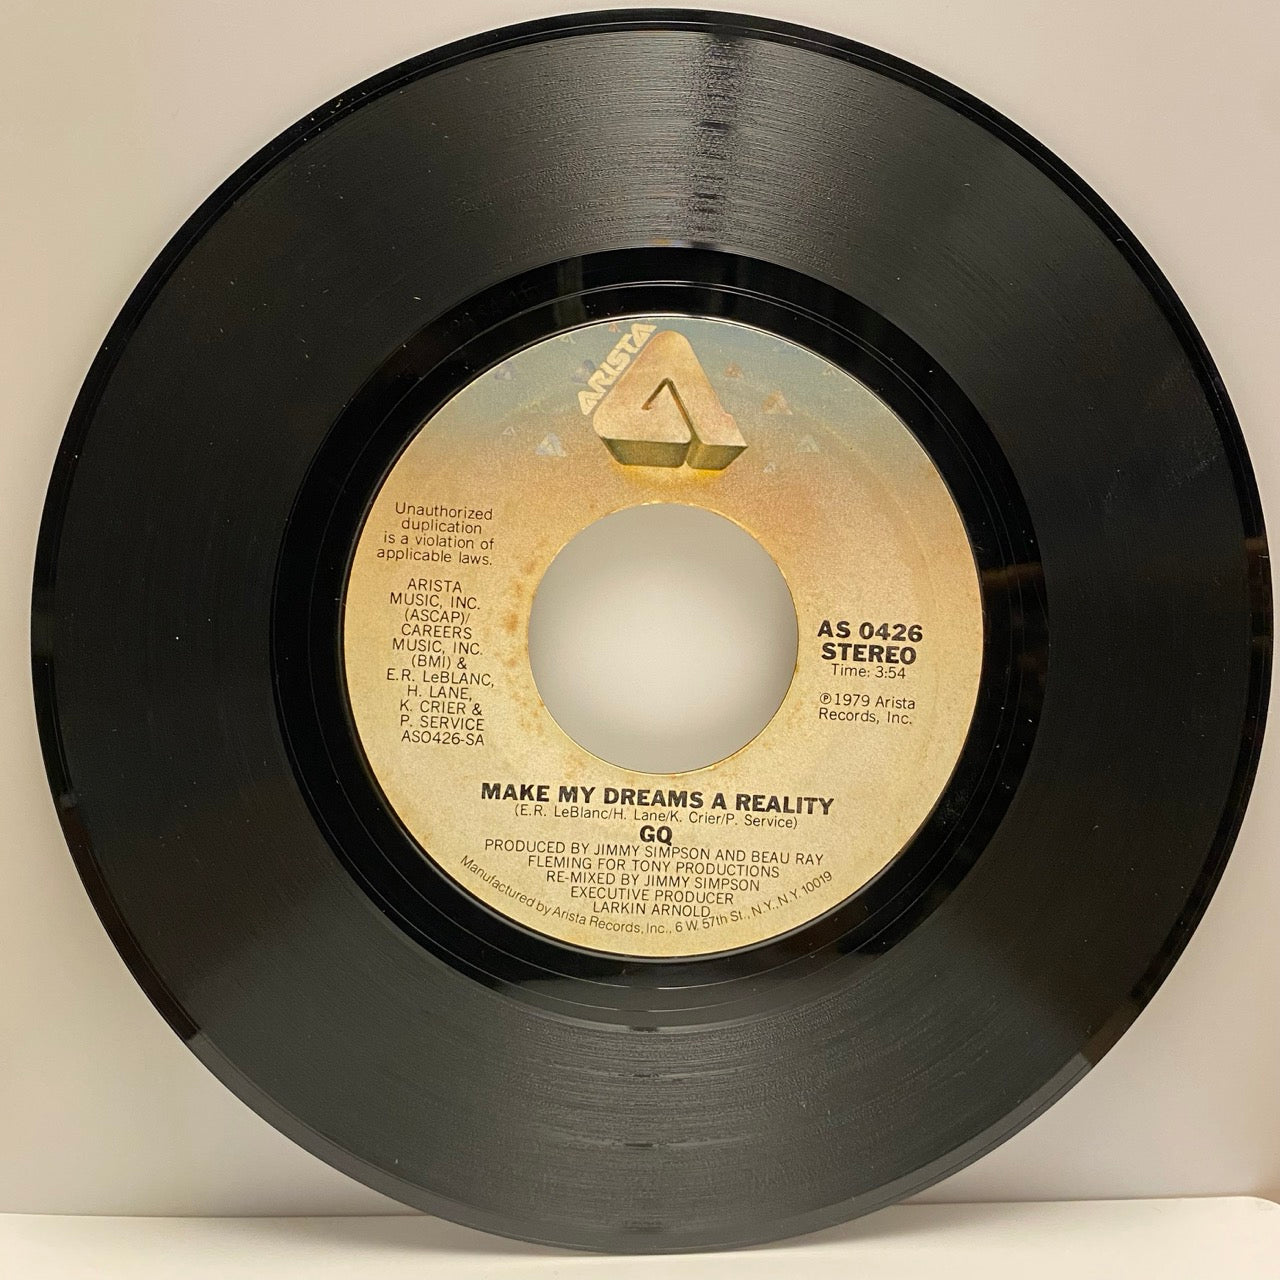 ARISTA
Unauthorized
duplication
is a violation of
applicable laws.
ARISTA
MUSIC, INC.
(ASCAP)/
CAREERS
MUSIC, INC.
(BMI) &
E.R. LeBLANC,
H. LANE,
K. CRIER &
P. SERVICE
ASO426-SA
AS 0426
STEREO
Time: 3:54
℗ 1979 Arista
Records, Inc.
MAKE MY DREAMS A REALITY
(E.R. LeBlanc/H. Lane/K. Crier/P. Service)
GQ
PRODUCED BY JIMMY SIMPSON AND BEAU RAY
FLEMING FOR TONY PRODUCTIONS
RE-MIXED BY JIMMY SIMPSON
EXECUTIVE PRODUCER
LARKIN ARNOLD
Manufactured by Arista Records, Inc., 6 W. 57th St., N.Y., N.Y. 10019